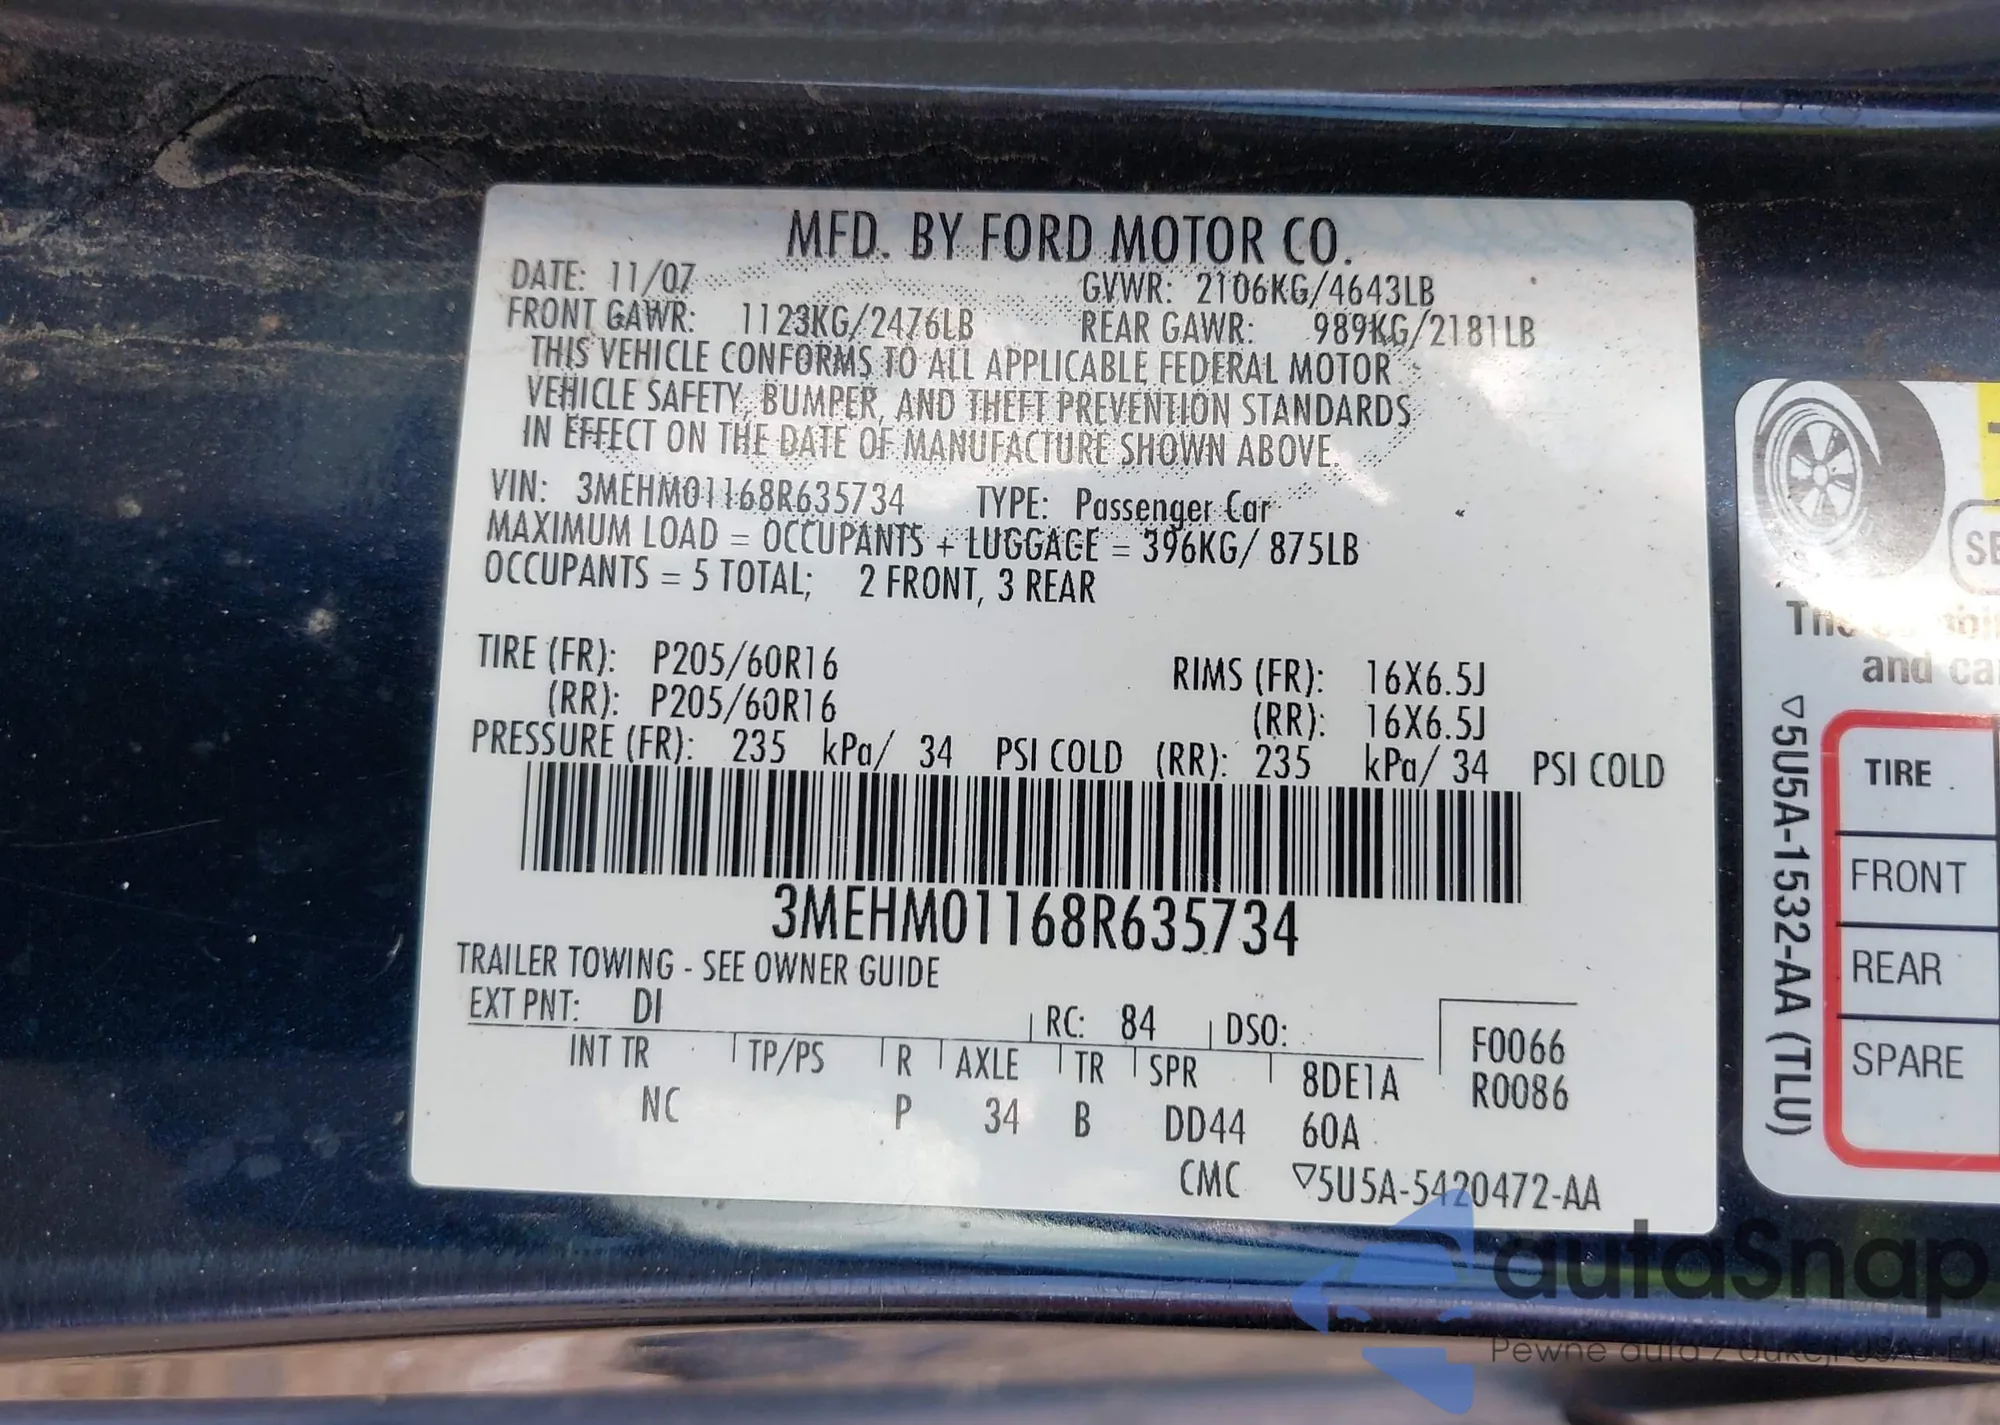 MFD. BY FORD MOTOR CO.
DATE: 11/07 GVWR: 2106KG/4643LB
FRONT GAWR: 1123KG/2476LB REAR GAWR: 989KG/2181LB
THIS VEHICLE CONFORMS TO ALL APPLICABLE FEDERAL MOTOR
VEHICLE SAFETY, BUMPER, AND THEFT PREVENTION STANDARDS
IN EFFECT ON THE DATE OF MANUFACTURE SHOWN ABOVE.
VIN: 3MEHM01168R635734 TYPE: Passenger Car
MAXIMUM LOAD = OCCUPANTS + LUGGAGE = 396KG/ 875LB
OCCUPANTS = 5 TOTAL; 2 FRONT, 3 REAR
TIRE (FR): P205/60R16 RIMS (FR): 16X6.5J
(RR): P205/60R16 (RR): 16X6.5J
PRESSURE (FR): 235 kPa/ 34 PSI COLD (RR): 235 kPa/ 34 PSI COLD
3MEHM01168R635734
TRAILER TOWING - SEE OWNER GUIDE
EXT PNT: DI RC: 84 DSO: F0066
INT TR TP/PS R AXLE TR SPR 8DE1A R0086
NC P 34 B DD44 60A
CMC ▽5U5A-5420472-AA
and
▽5U5A-1532-AA (TLU)
TIRE
FRONT
REAR
SPARE
autaSnap
Pewne auta z aukcji USA